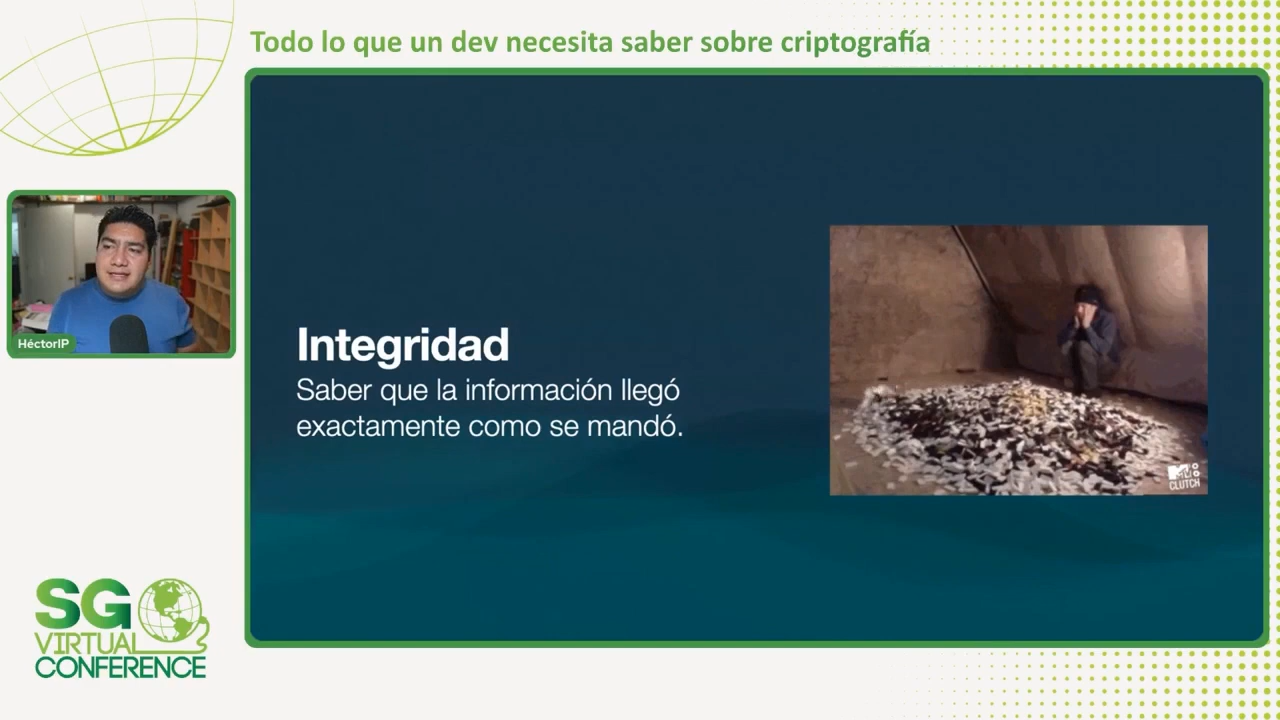 Todo lo que un dev necesita saber sobre criptografía
HéctorIP
Integridad
Saber que la información llegó
exactamente como se mandó.
MTV
CLUTCH
SG
VIRTUAL
CONFERENCE